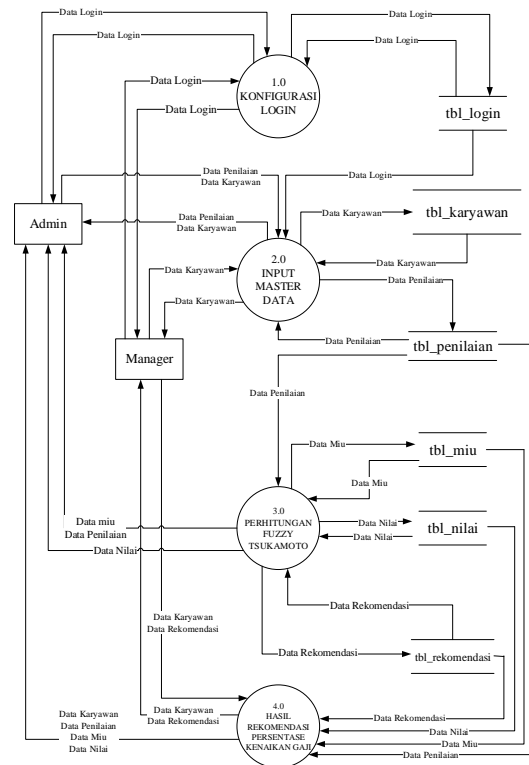 Data Login
Data Login
Data Login
Data Login
1.0
KONFIGURASI
LOGIN
Data Login
Data Login
tbl_login
Data Penilaian
Data Karyawan
Data Login
Admin
Data Penilaian
Data Karyawan
Data Karyawan
tbl_karyawan
2.0
INPUT
MASTER
DATA
Data Karyawan
Data Karyawan
Data Karyawan
Data Penilaian
Manager
Data Penilaian
tbl_penilaian
Data Penilaian
Data Miu
tbl_miu
Data Miu
3.0
PERHITUNGAN
FUZZY
TSUKAMOTO
Data miu
Data Penilaian
Data Nilai
Data Nilai
Data Nilai
tbl_nilai
Data Karyawan
Data Rekomendasi
Data Rekomendasi
Data Rekomendasi
tbl_rekomendasi
Data Karyawan
Data Penilaian
Data Miu
Data Nilai
Data Karyawan
Data Rekomendasi
4.0
HASIL
REKOMENDASI
PERSENTASE
KENAIKAN GAJI
Data Rekomendasi
Data Nilai
Data Miu
Data Penilaian